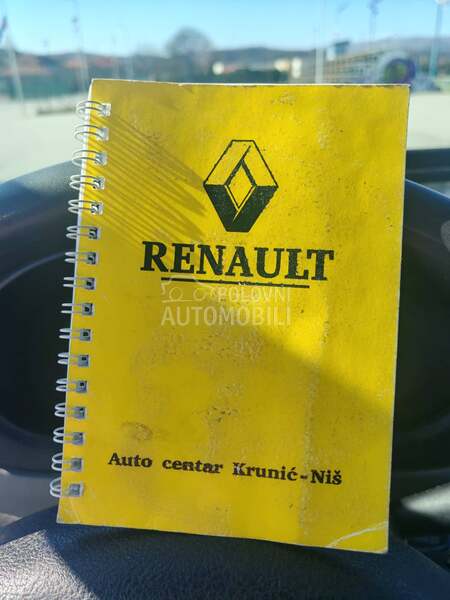 RENAULT
POLOVNI
AUTOMOBILI
Auto centar Krunić-Niš